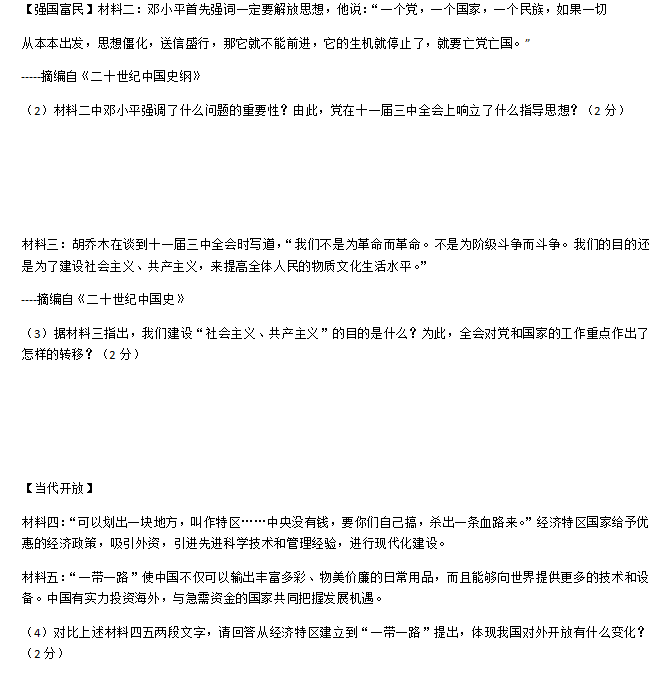 【强国富民】材料二：邓小平首先强词一定要解放思想，他说：“一个党，一个国家，一个民族，如果一切
从本本出发，思想僵化，送信盛行，那它就不能前进，它的生机就停止了，就要亡党亡国。”
-----摘编自《二十世纪中国史纲》
（2）材料二中邓小平强调了什么问题的重要性？由此，党在十一届三中全会上响立了什么指导思想？（2 分）
材料三：胡乔木在谈到十一届三中全会时写道，“我们不是为革命而革命。不是为阶级斗争而斗争。我们的目的还
是为了建设社会主义、共产主义，来提高全体人民的物质文化生活水平。”
----摘编自《二十世纪中国史》
（3）据材料三指出，我们建设“社会主义、共产主义”的目的是什么？为此，全会对党和国家的工作重点作出了
怎样的转移？（2 分）
【当代开放】
材料四：“可以划出一块地方，叫作特区……中央没有钱，要你们自己搞，杀出一条血路来。”经济特区国家给予优
惠的经济政策，吸引外资，引进先进科学技术和管理经验，进行现代化建设。
材料五：“一带一路”使中国不仅可以输出丰富多彩、物美价廉的日常用品，而且能够向世界提供更多的技术和设
备。中国有实力投资海外，与急需资金的国家共同把握发展机遇。
（4）对比上述材料四五两段文字，请回答从经济特区建立到“一带一路”提出，体现我国对外开放有什么变化？
（2 分）